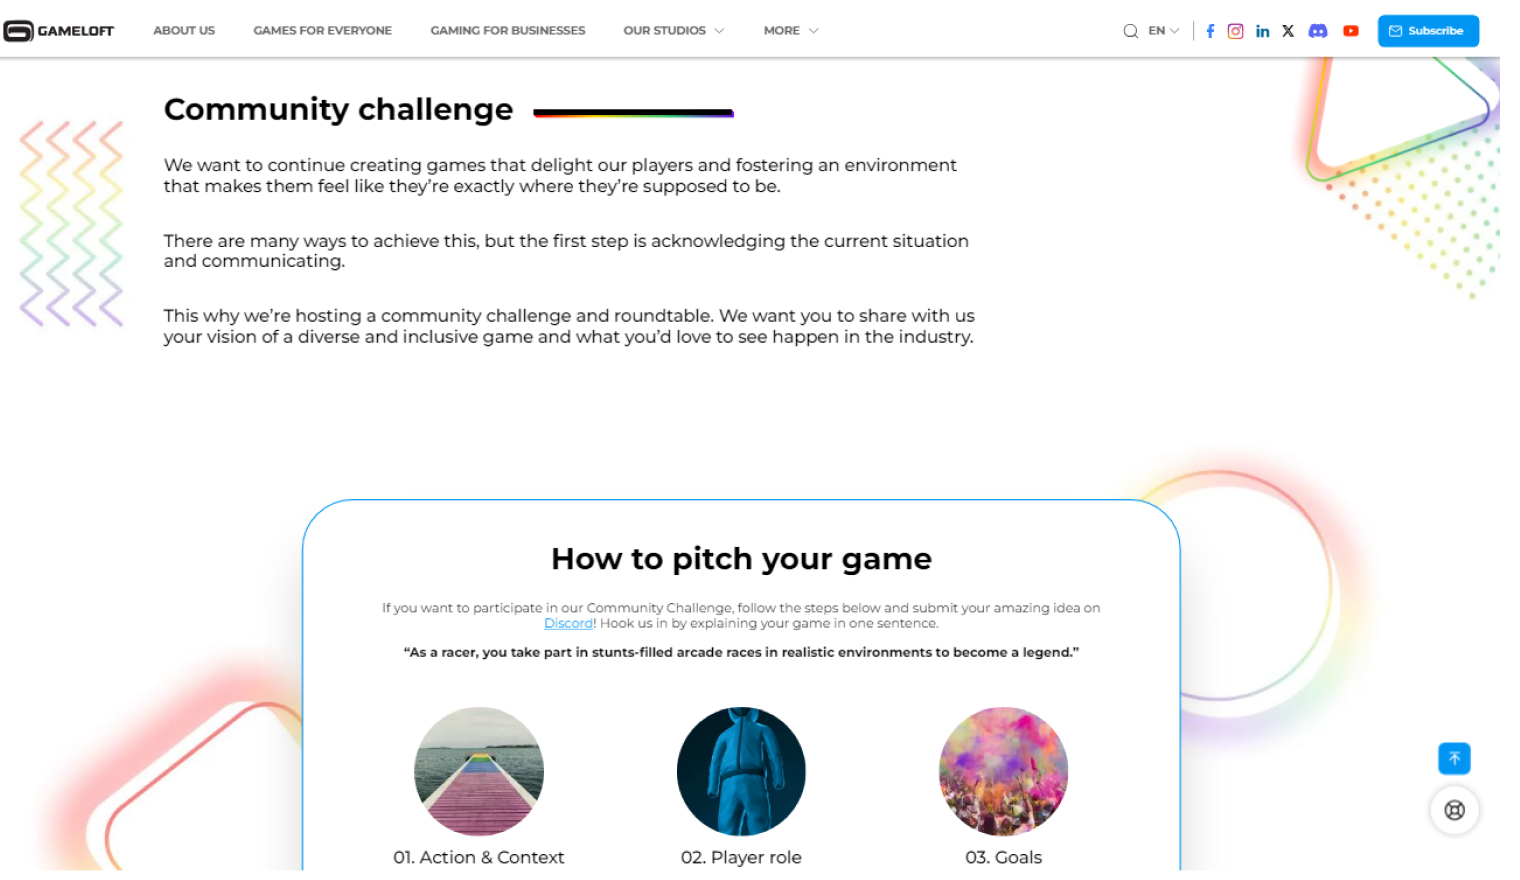 GAMELOFT ABOUT US GAMES FOR EVERYONE GAMING FOR BUSINESSES OUR STUDIOS MORE EN Subscribe
Community challenge
We want to continue creating games that delight our players and fostering an environment
that makes them feel like they're exactly where they're supposed to be.
There are many ways to achieve this, but the first step is acknowledging the current situation
and communicating.
This why we're hosting a community challenge and roundtable. We want you to share with us
your vision of a diverse and inclusive game and what you'd love to see happen in the industry.
How to pitch your game
If you want to participate in our Community Challenge, follow the steps below and submit your amazing idea on
Discord! Hook us in by explaining your game in one sentence.
“As a racer, you take part in stunts-filled arcade races in realistic environments to become a legend.”
01. Action & Context 02. Player role 03. Goals